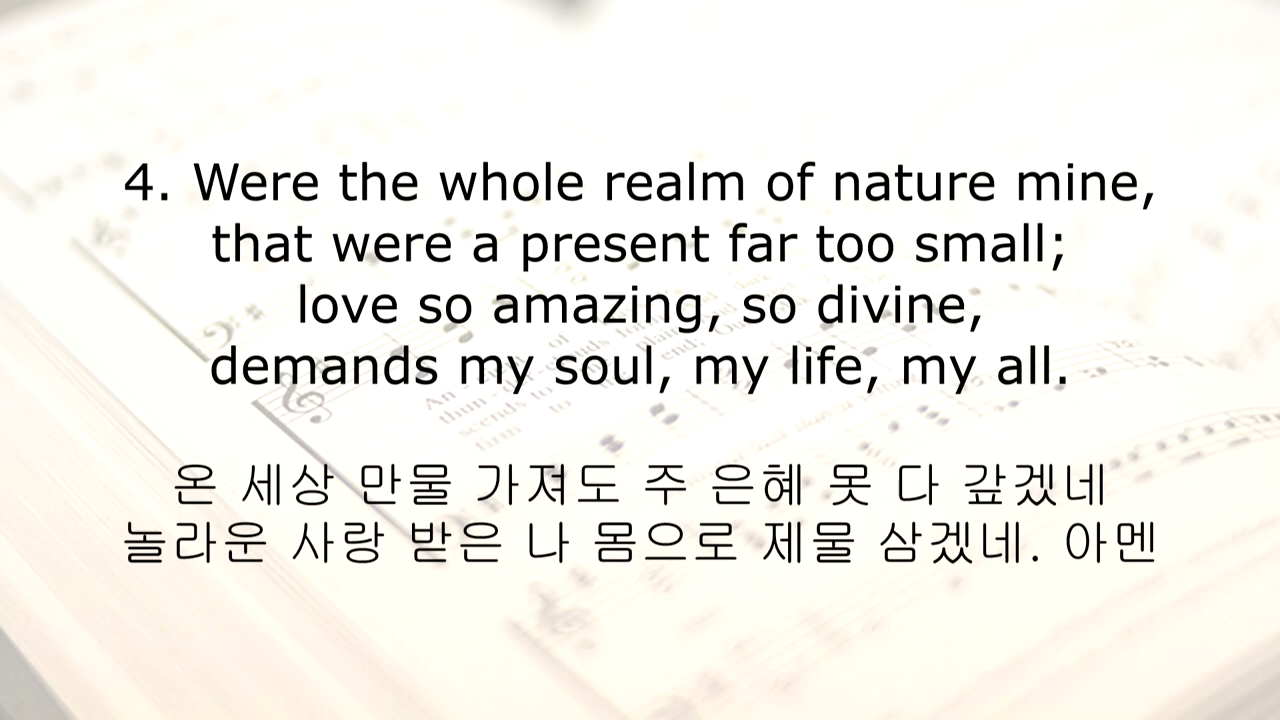 4. Were the whole realm of nature mine,
that were a present far too small;
love so amazing, so divine,
demands my soul, my life, my all.
온 세상 만물 가져도 주 은혜 못 다 갚겠네
놀라운 사랑 받은 나 몸으로 제물 삼겠네. 아멘